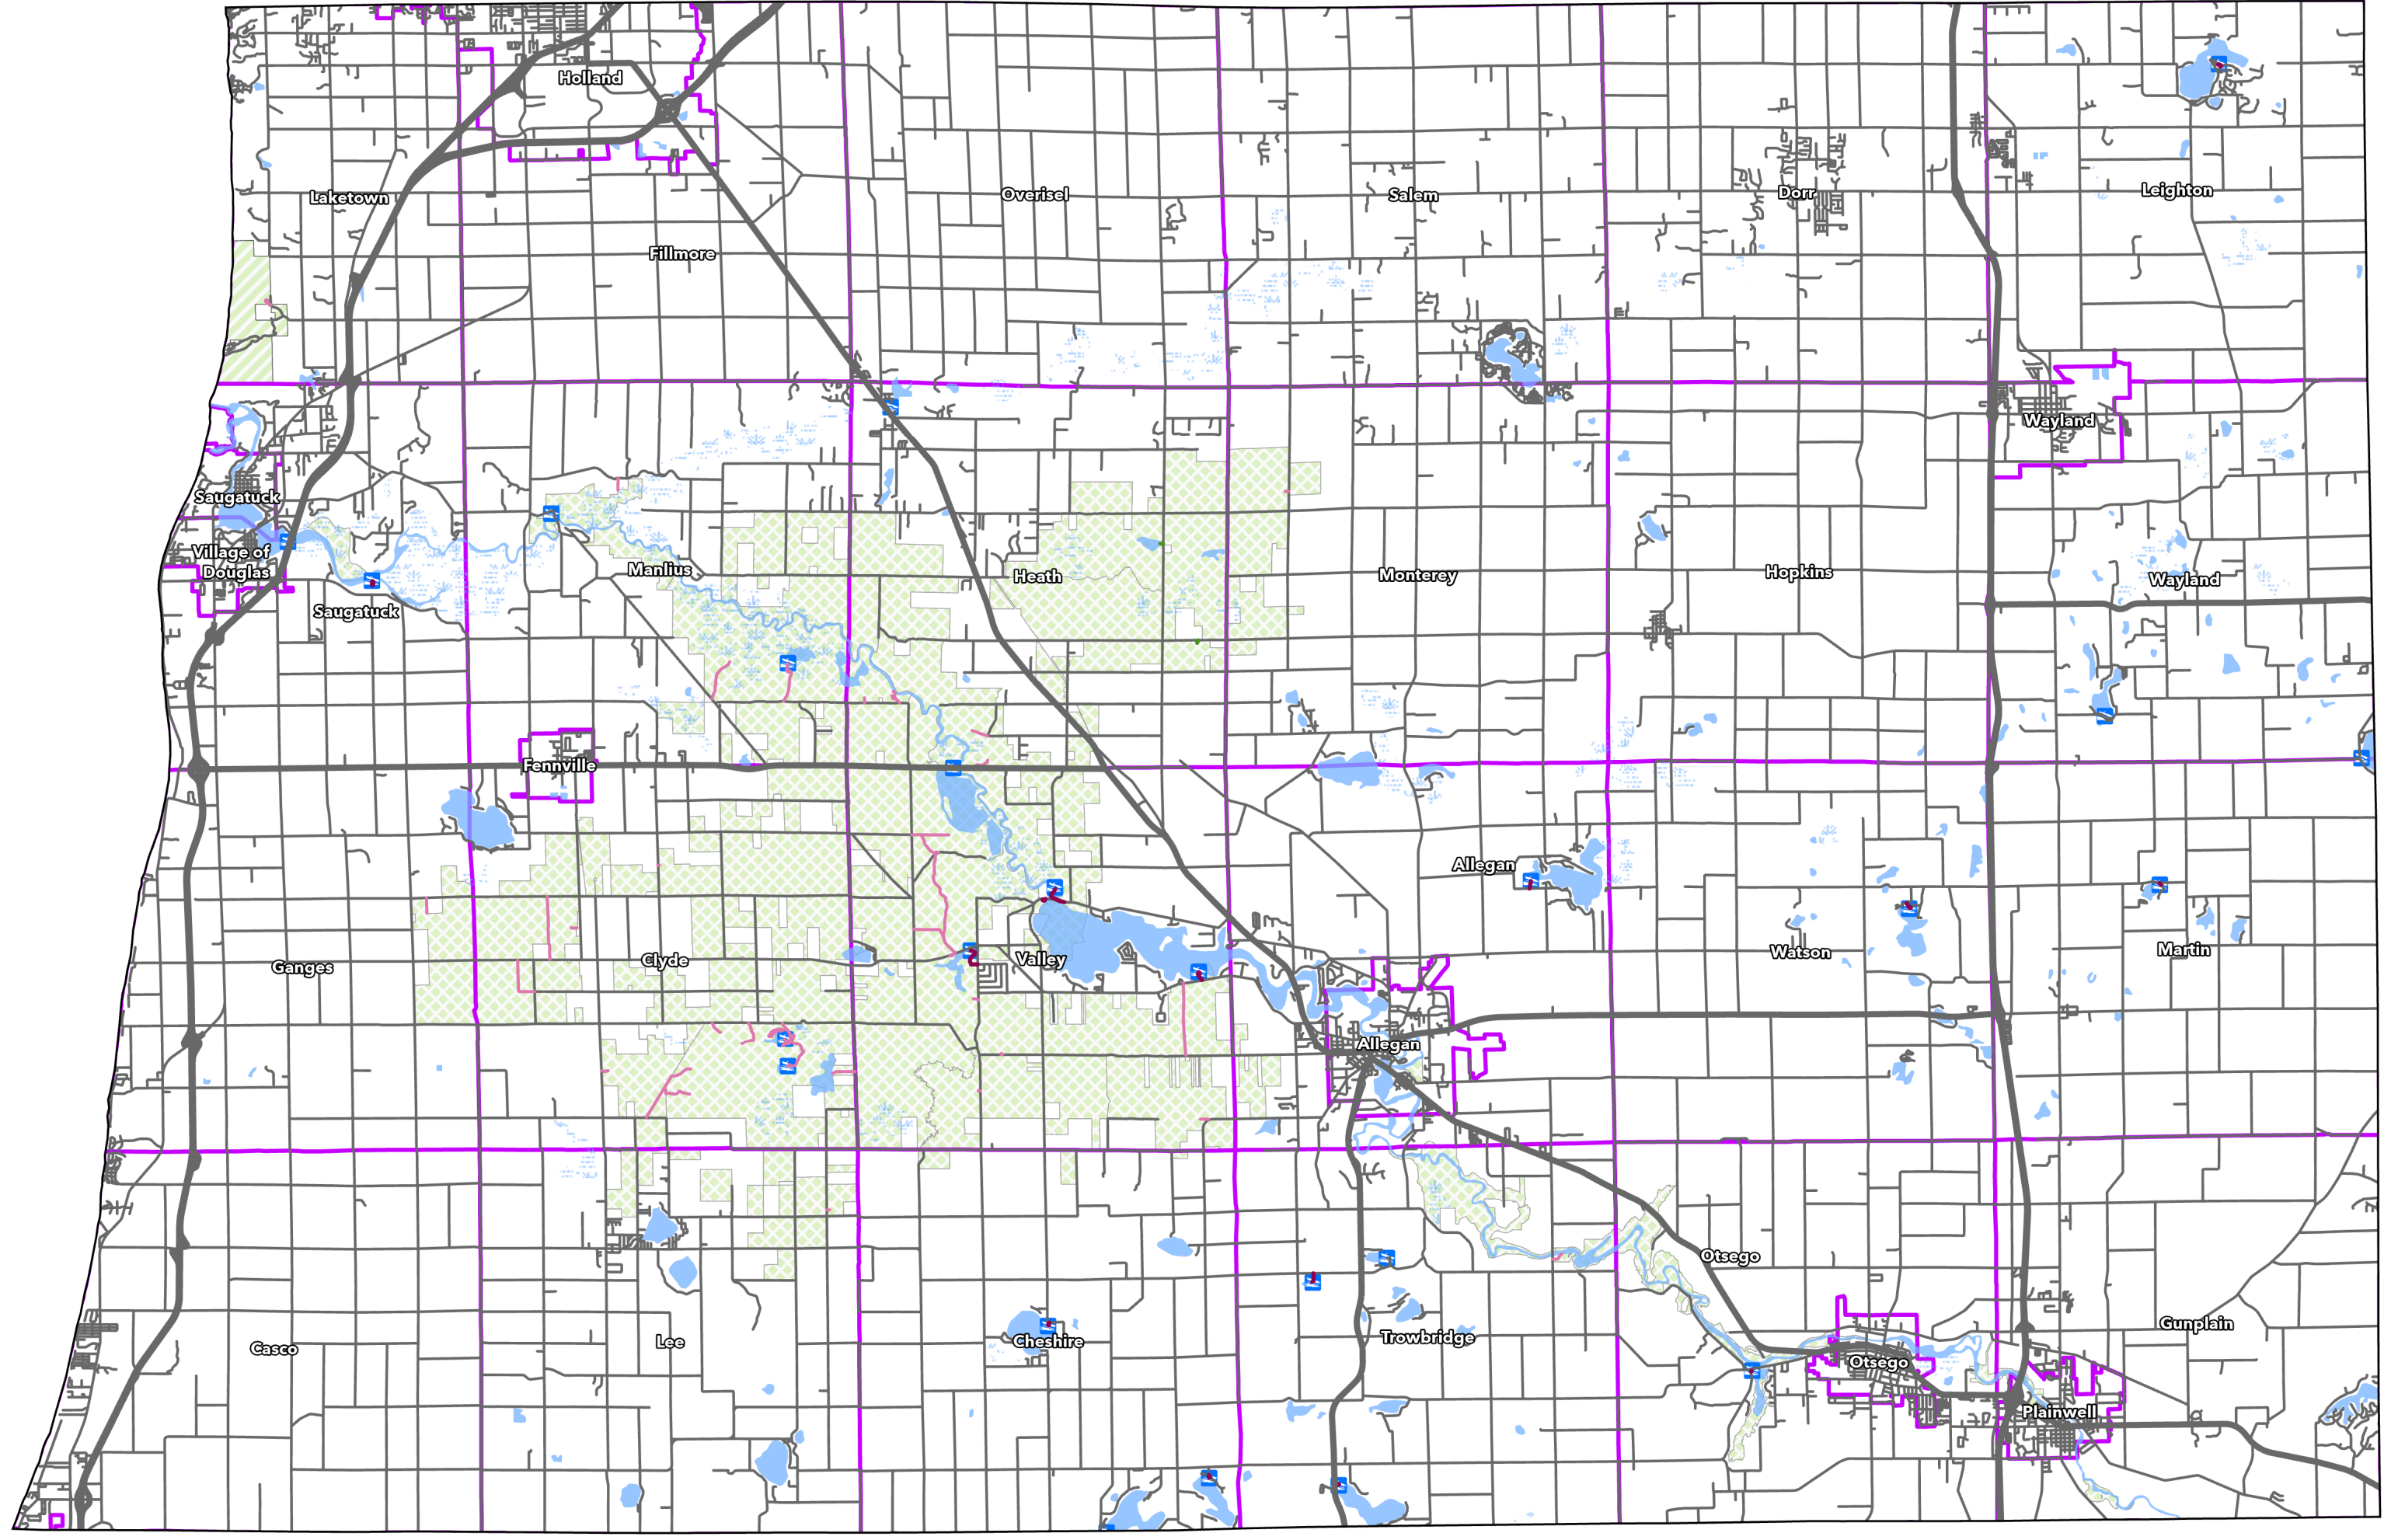 Holland
Laketown
Overisel
Salem
Dorr
Leighton
Fillmore
Wayland
Saugatuck
Village of
Douglas
Manlius
Heath
Monterey
Hopkins
Wayland
Saugatuck
Fennville
Allegan
Ganges
Clyde
Valley
Watson
Martin
Allegan
Otsego
Casco
Lee
Cheshire
Trowbridge
Gunplain
Otsego
Plainwell